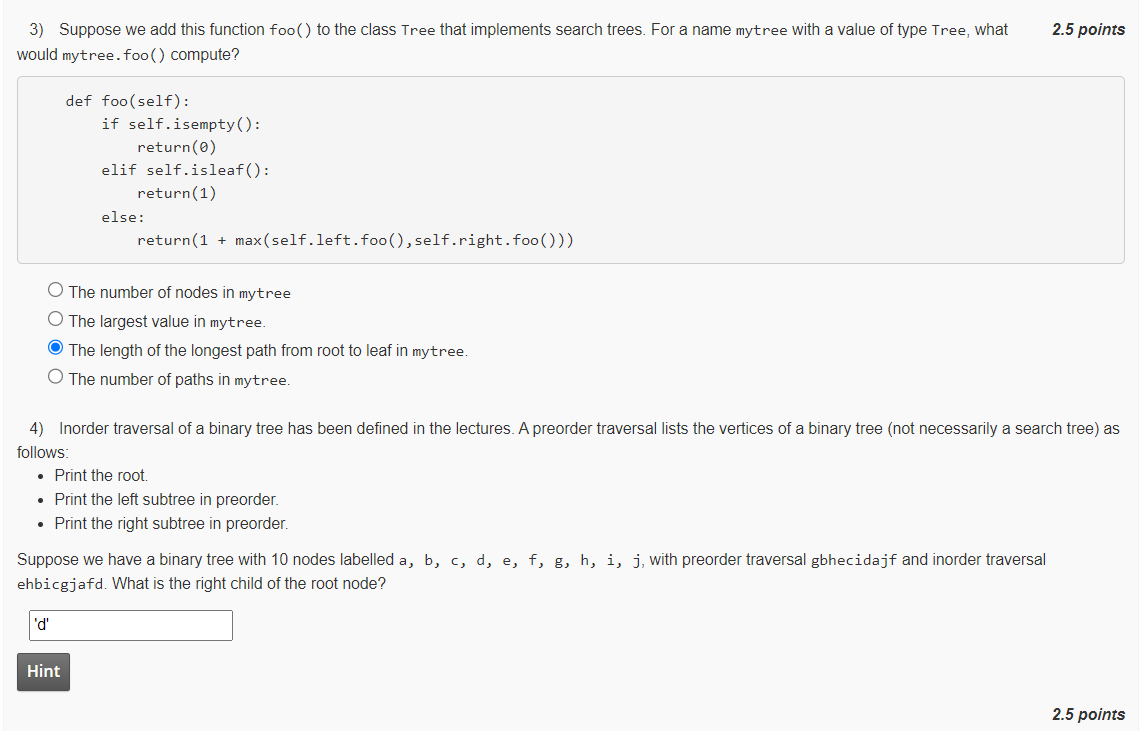 3) Suppose we add this function foo() to the class Tree that implements search trees. For a name mytree with a value of type Tree, what 2.5 points
would mytree.foo() compute?
def foo(self):
if self.isempty():
return(0)
elif self.isleaf():
return(1)
else:
return(1 + max(self.left.foo(),self.right.foo()))
The number of nodes in mytree
The largest value in mytree.
The length of the longest path from root to leaf in mytree.
The number of paths in mytree.
4) Inorder traversal of a binary tree has been defined in the lectures. A preorder traversal lists the vertices of a binary tree (not necessarily a search tree) as
follows:
• Print the root.
• Print the left subtree in preorder.
• Print the right subtree in preorder.
Suppose we have a binary tree with 10 nodes labelled a, b, c, d, e, f, g, h, i, j, with preorder traversal gbhecidajf and inorder traversal
ehbicgjafd. What is the right child of the root node?
'd'
Hint
2.5 points